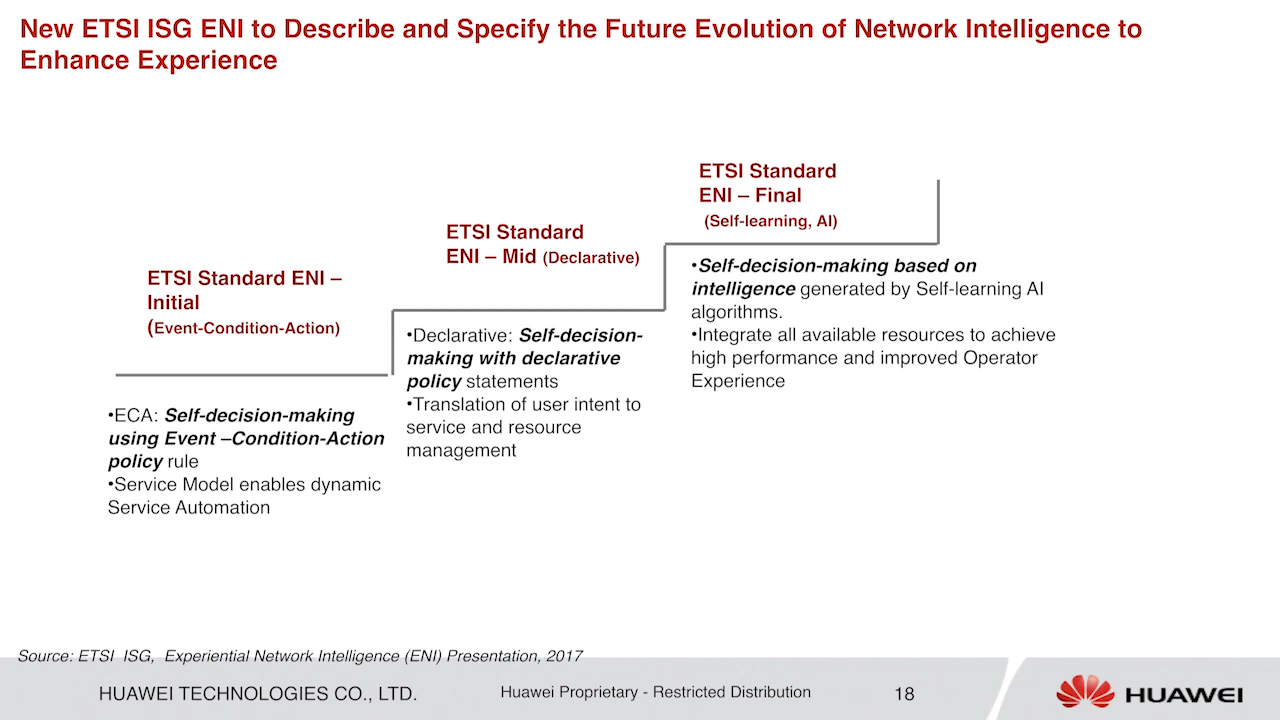 New ETSI ISG ENI to Describe and Specify the Future Evolution of Network Intelligence to
Enhance Experience
ETSI Standard ENI –
Initial
(Event-Condition-Action)
•ECA: Self-decision-making
using Event –Condition-Action
policy rule
•Service Model enables dynamic
Service Automation
ETSI Standard
ENI – Mid (Declarative)
•Declarative: Self-decision-
making with declarative
policy statements
•Translation of user intent to
service and resource
management
ETSI Standard
ENI – Final
(Self-learning, AI)
•Self-decision-making based on
intelligence generated by Self-learning AI
algorithms.
•Integrate all available resources to achieve
high performance and improved Operator
Experience
Source: ETSI ISG, Experiential Network Intelligence (ENI) Presentation, 2017
HUAWEI TECHNOLOGIES CO., LTD.
Huawei Proprietary - Restricted Distribution
18
HUAWEI